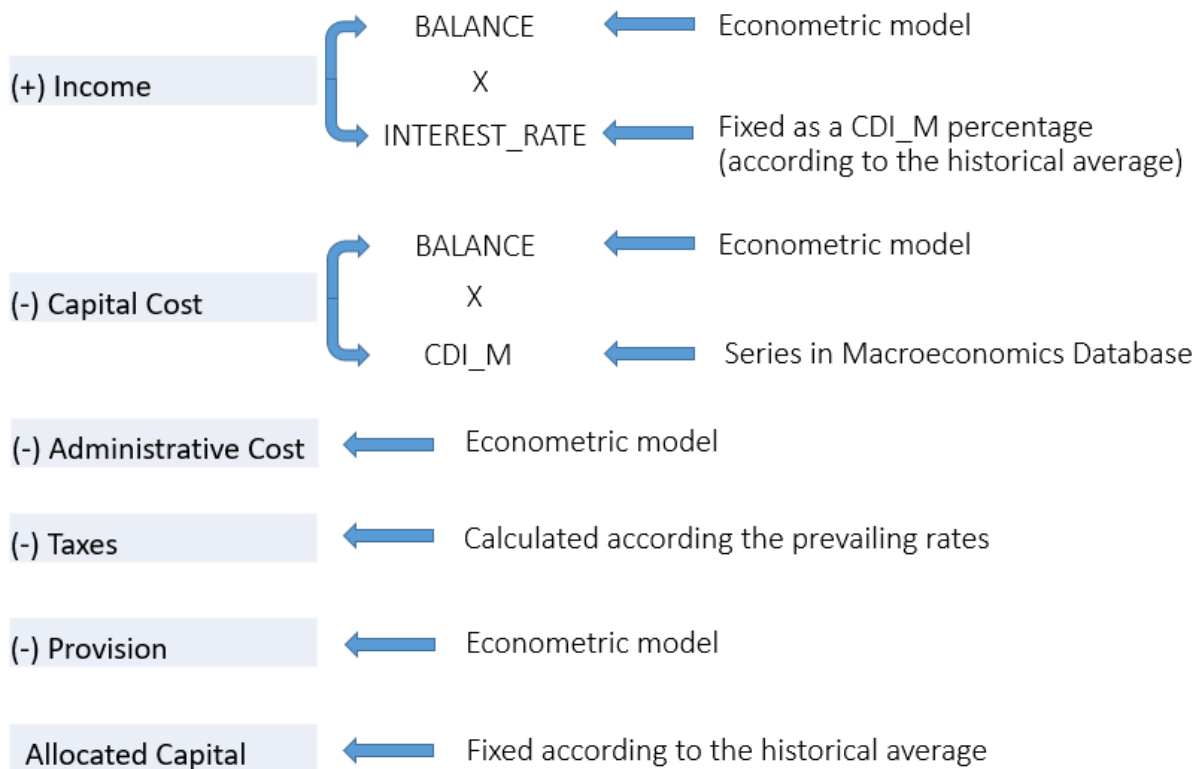 BALANCE
Econometric model
(+) Income
X
INTEREST_RATE
Fixed as a CDI_M percentage
(according to the historical average)
BALANCE
Econometric model
(-) Capital Cost
X
CDI_M
Series in Macroeconomics Database
(-) Administrative Cost
Econometric model
(-) Taxes
Calculated according the prevailing rates
(-) Provision
Econometric model
Allocated Capital
Fixed according to the historical average